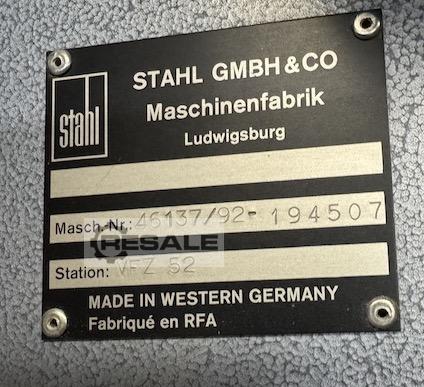 stahl
STAHL GMBH & CO
Maschinenfabrik
Ludwigsburg
Masch. Nr.: 46137/92-194507
RESALE
Station: VFZ 52
MADE IN WESTERN GERMANY
Fabriqué en RFA